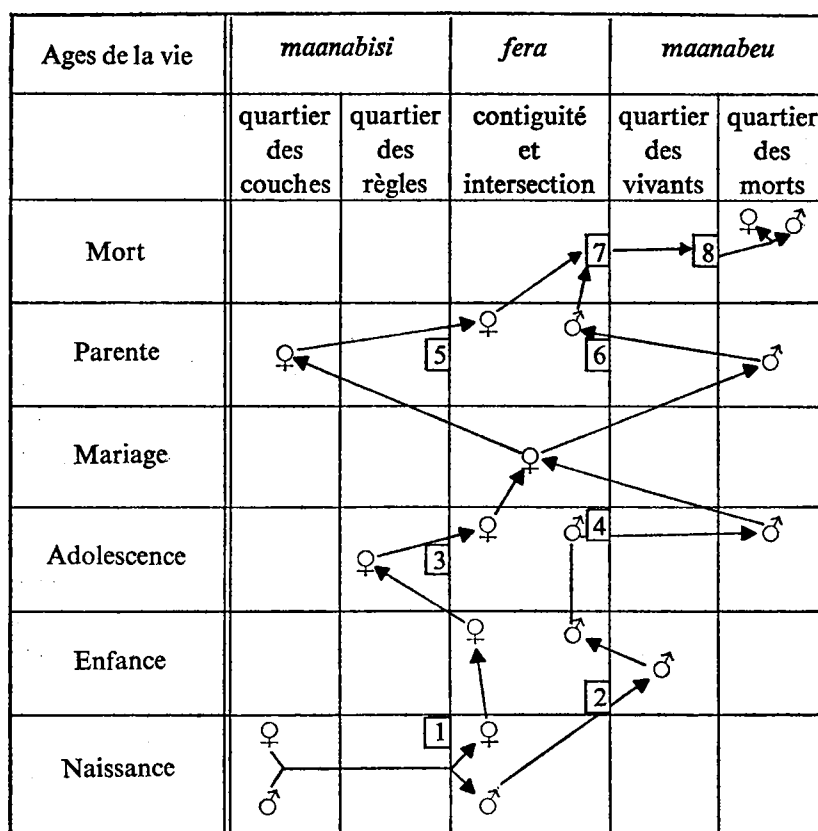 Ages de la vie
maanabisi
fera
maanabeu
quartier
des
couches
quartier
des
règles
contiguité
et
intersection
quartier
des
vivants
quartier
des
morts
Mort
♀ ♂
7
8
Parente
♀ ♀ ♂ ♂
5
6
Mariage
♀
Adolescence
♀ ♀ ♂ ♂
3
4
Enfance
♀ ♂ ♂
2
Naissance
♀ ♀
1
♂ ♂